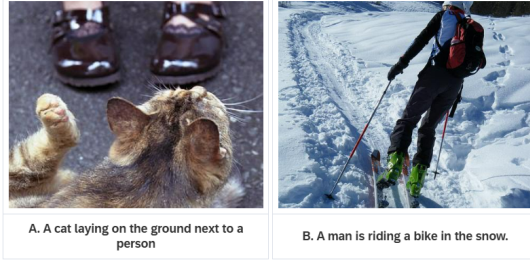 A. A cat laying on the ground next to a
person
B. A man is riding a bike in the snow.